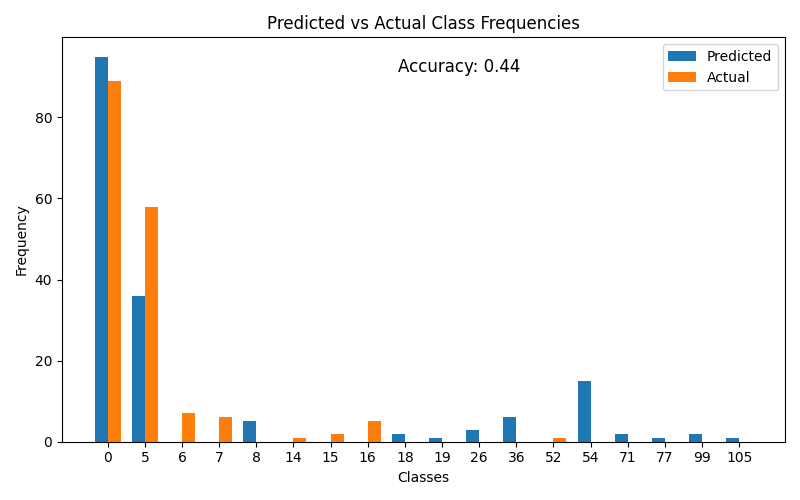 Predicted vs Actual Class Frequencies
Accuracy: 0.44
Predicted
Actual
Frequency
80
60
40
20
0
0 5 6 7 8 14 15 16 18 19 26 36 52 54 71 77 99 105
Classes